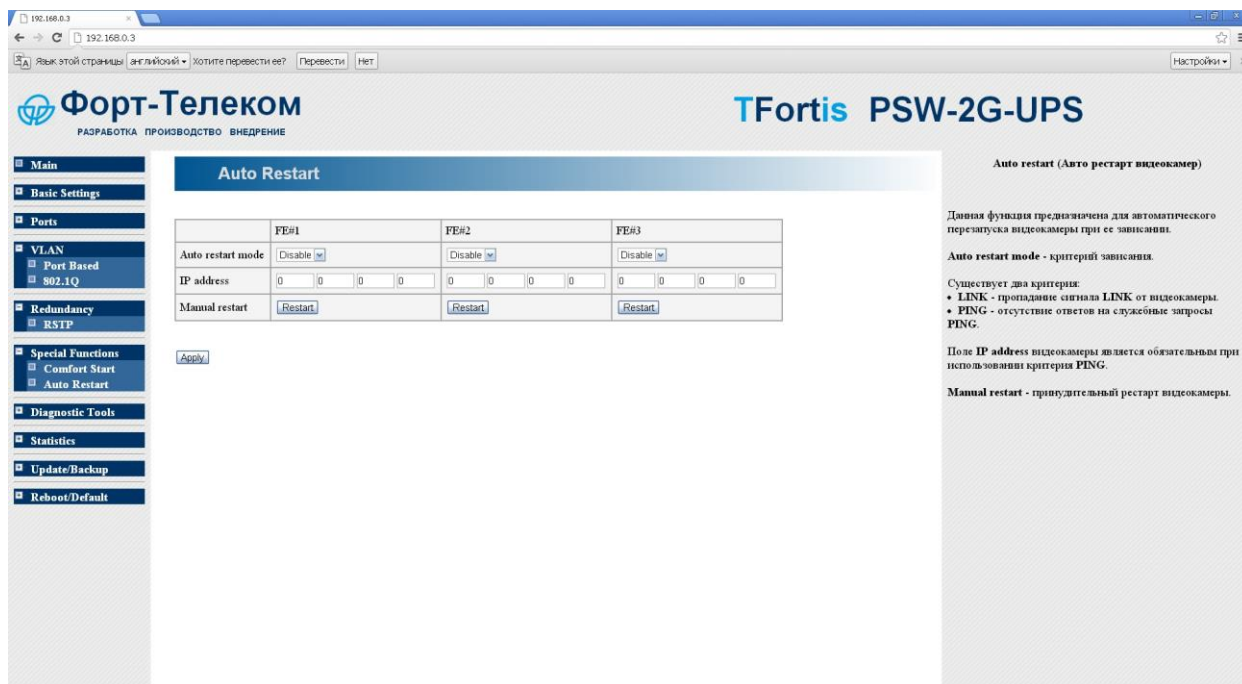 192.168.0.3
192.168.0.3
Язык этой страницы английский Хотите перевести ее? Перевести Нет Настройки
Форт-Телеком
РАЗРАБОТКА ПРОИЗВОДСТВО ВНЕДРЕНИЕ
TFortis PSW-2G-UPS
Main
Basic Settings
Ports
VLAN
Port Based
802.1Q
Redundancy
RSTP
Special Functions
Comfort Start
Auto Restart
Diagnostic Tools
Statistics
Update/Backup
Reboot/Default
Auto Restart
FE#1 FE#2 FE#3
Auto restart mode Disable Disable Disable
IP address 0 0 0 0 0 0 0 0 0 0 0 0
Manual restart Restart Restart Restart
Apply
Auto restart (Авто рестарт видеокамер)
Данная функция предназначена для автоматического
перезапуска видеокамеры при ее зависании.
Auto restart mode - критерий зависания.
Существует два критерия:
• LINK - пропадание сигнала LINK от видеокамеры.
• PING - отсутствие ответов на служебные запросы
PING.
Поле IP address видеокамеры является обязательным при
использовании критерия PING.
Manual restart - принудительный рестарт видеокамеры.